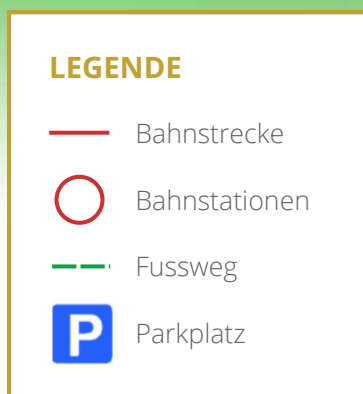 LEGENDE
Bahnstrecke
Bahnstationen
Fussweg
P Parkplatz